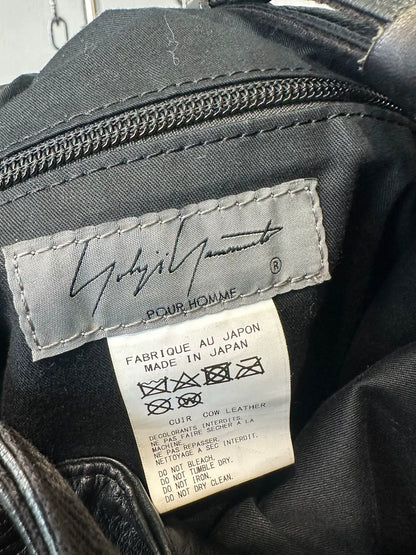 Yohji Yamamoto
®
POUR HOMME
FABRIQUE AU JAPON
MADE IN JAPAN
CUIR COW LEATHER
DECOLORANTS INTERDITS.
NE PAS FAIRE SECHER A LA
MACHINE.
NE PAS REPASSER.
NETTOYAGE A SEC INTERDIT.
DO NOT BLEACH.
DO NOT TUMBLE DRY.
DO NOT IRON.
DO NOT DRY CLEAN.